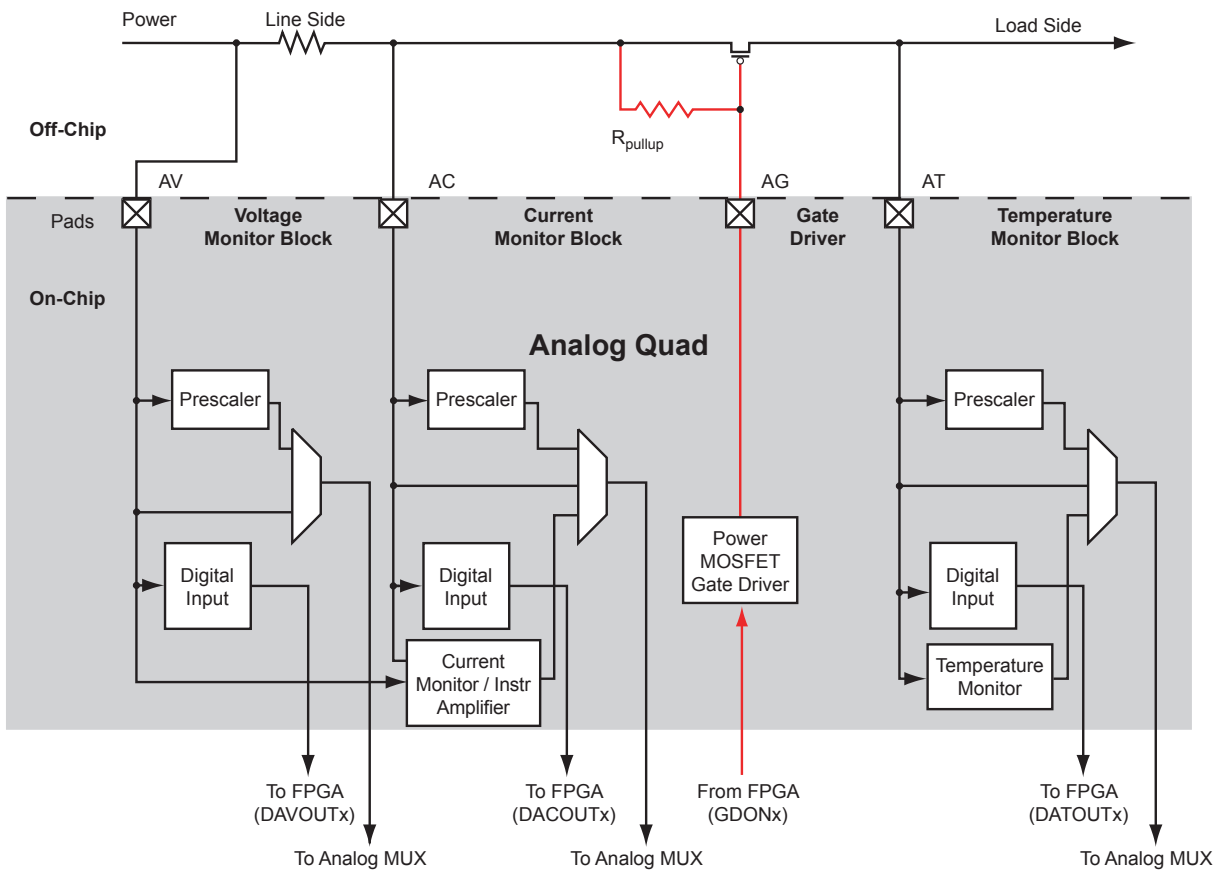 Power
Line Side
Load Side
Off-Chip
Rpullup
AV
AC
AG
AT
Pads
Voltage
Monitor Block
Current
Monitor Block
Gate
Driver
Temperature
Monitor Block
On-Chip
Analog Quad
Prescaler
Prescaler
Prescaler
Power
MOSFET
Gate Driver
Digital
Input
Digital
Input
Digital
Input
Current
Monitor / Instr
Amplifier
Temperature
Monitor
To FPGA
(DAVOUTx)
To FPGA
(DACOUTx)
From FPGA
(GDONx)
To FPGA
(DATOUTx)
To Analog MUX
To Analog MUX
To Analog MUX